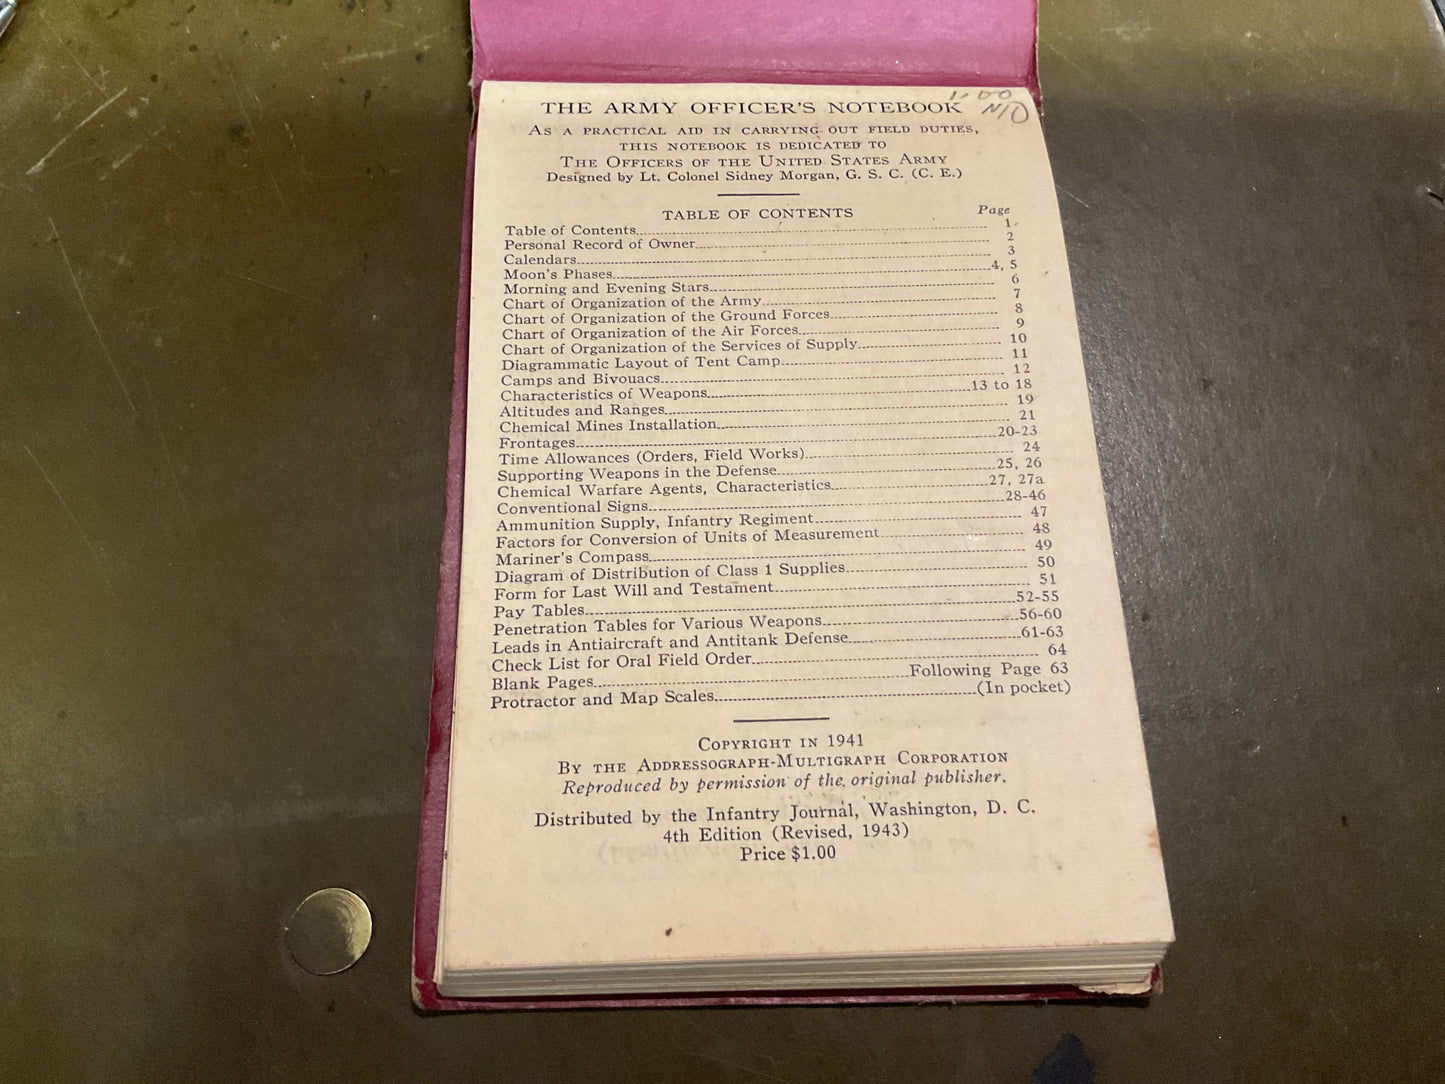 THE ARMY OFFICER'S NOTEBOOK
AS A PRACTICAL AID IN CARRYING OUT FIELD DUTIES,
THIS NOTEBOOK IS DEDICATED TO
THE OFFICERS OF THE UNITED STATES ARMY
Designed by Lt. Colonel Sidney Morgan, G. S. C. (C. E.)
TABLE OF CONTENTS Page
Table of Contents 1
Personal Record of Owner 2
Calendars 3
Moon's Phases 4, 5
Morning and Evening Stars 6
Chart of Organization of the Army 7
Chart of Organization of the Ground Forces 8
Chart of Organization of the Air Forces 9
Chart of Organization of the Services of Supply 10
Diagrammatic Layout of Tent Camp 11
Camps and Bivouacs 12
Characteristics of Weapons 13 to 18
Altitudes and Ranges 19
Chemical Mines Installation 21
Frontages 20-23
Time Allowances (Orders, Field Works) 24
Supporting Weapons in the Defense 25, 26
Chemical Warfare Agents, Characteristics 27, 27a
Conventional Signs 28-46
Ammunition Supply, Infantry Regiment 47
Factors for Conversion of Units of Measurement 48
Mariner's Compass 49
Diagram of Distribution of Class 1 Supplies 50
Form for Last Will and Testament 51
Pay Tables 52-55
Penetration Tables for Various Weapons 56-60
Leads in Antiaircraft and Antitank Defense 61-63
Check List for Oral Field Order 64
Blank Pages Following Page 63
Protractor and Map Scales (In pocket)
COPYRIGHT IN 1941
BY THE ADDRESSOGRAPH-MULTIGRAPH CORPORATION
Reproduced by permission of the original publisher.
Distributed by the Infantry Journal, Washington, D. C.
4th Edition (Revised, 1943)
Price $1.00